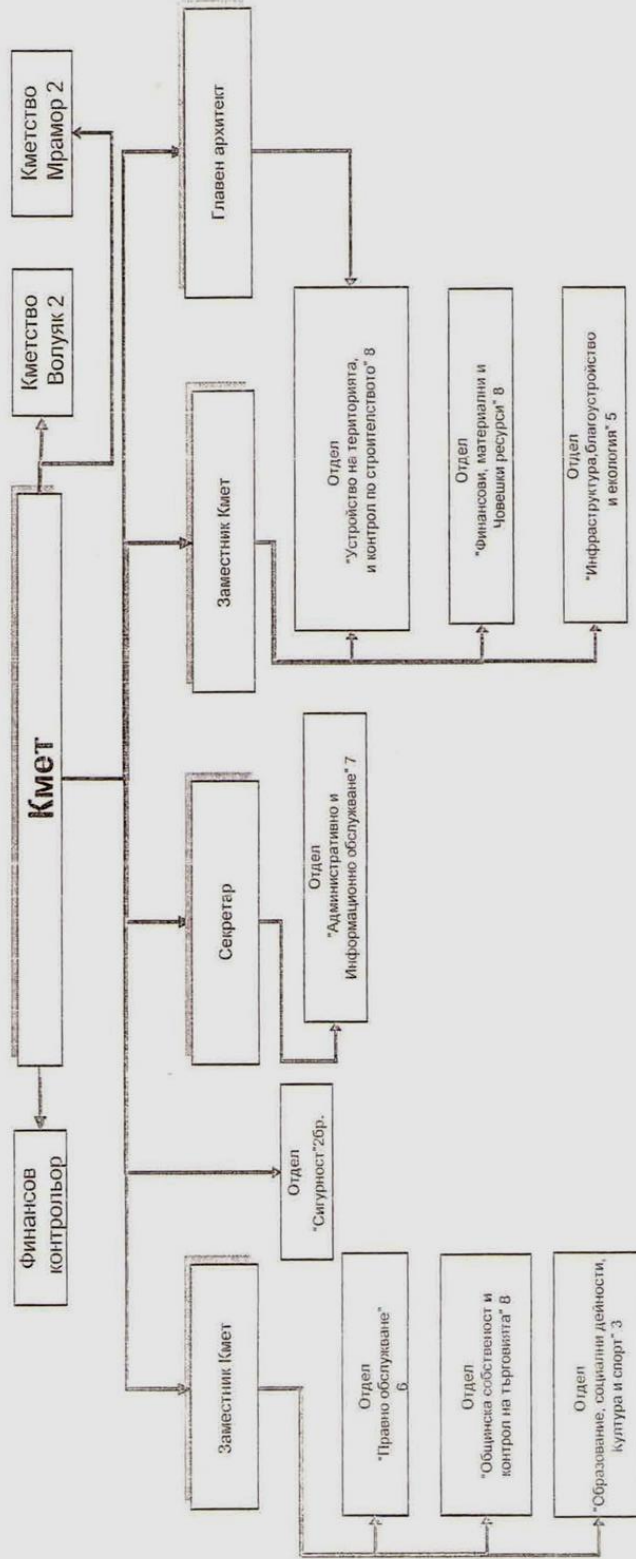 Кмет
Финансов
контрольор
Кметство
Волуяк 2
Кметство
Мрамор 2
Заместник Кмет
Секретар
Заместник Кмет
Главен архитект
Отдел
"Сигурност"2бр.
Отдел
"Правно обслужване"
6
Отдел
"Общинска собственост и
контрол на търговията" 8
Отдел
"Образование, социални дейности,
Култура и спорт" 3
Отдел
"Административно и
Информационно обслужване" 7
Отдел
"Устройство на територията,
и контрол по строителството" 8
Отдел
"Финансови, материални и
Човешки ресурси" 8
Отдел
"Инфраструктура,благоустройство
и екология" 5